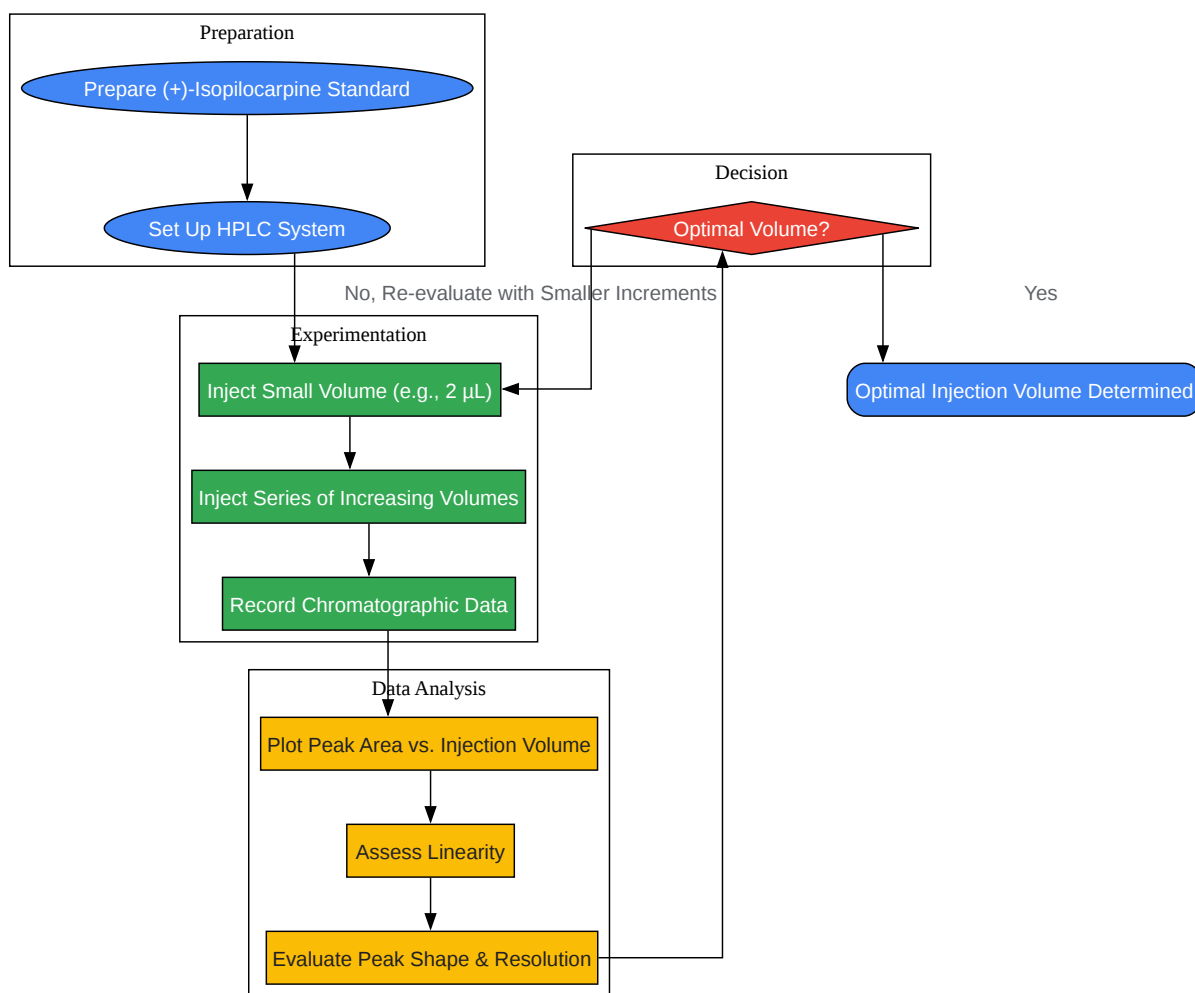 Preparation
Prepare (+)-Isopilocarpine Standard
Set Up HPLC System
Decision
Optimal Volume?
No, Re-evaluate with Smaller Increments
Yes
Experimentation
Inject Small Volume (e.g., 2 µL)
Optimal Injection Volume Determined
Inject Series of Increasing Volumes
Record Chromatographic Data
Data Analysis
Plot Peak Area vs. Injection Volume
Assess Linearity
Evaluate Peak Shape & Resolution